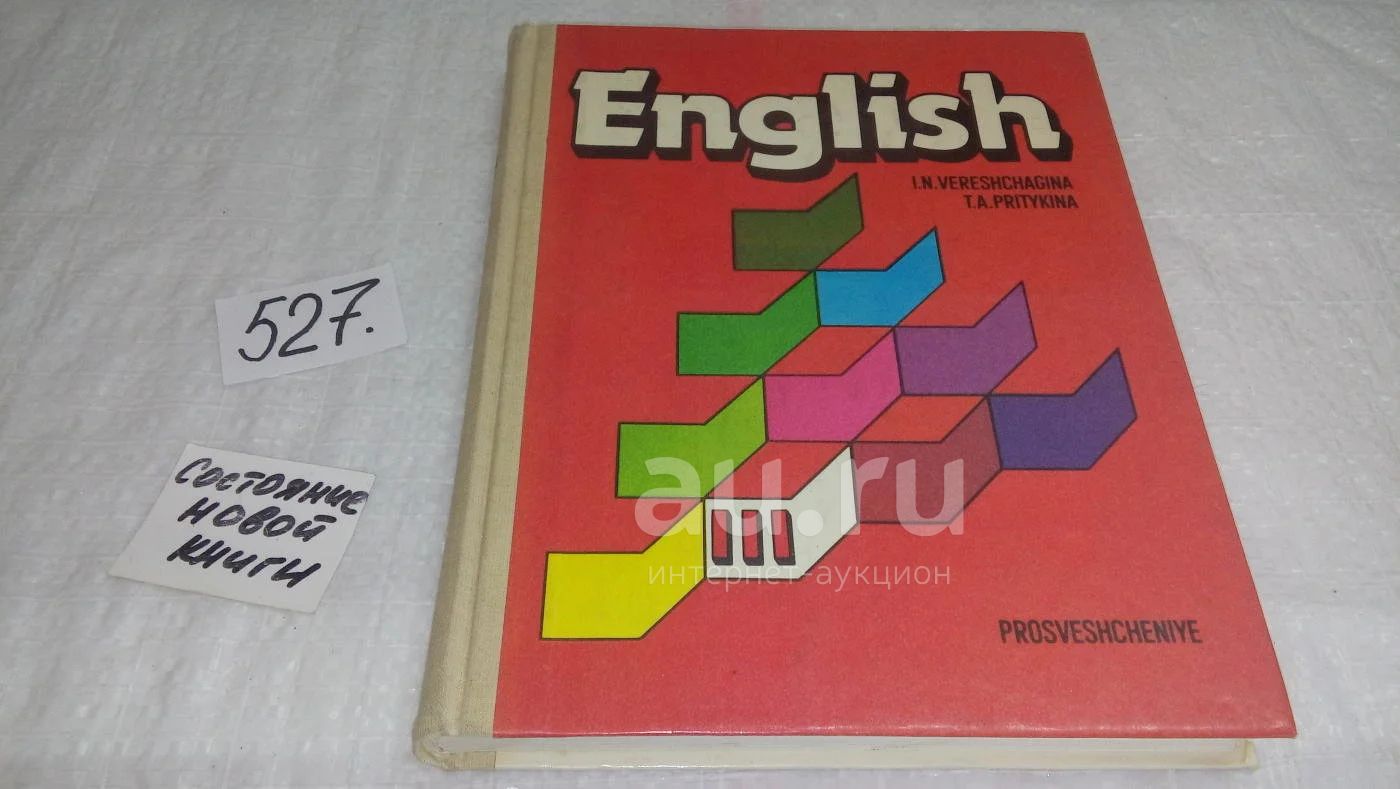 English
I.N.VERESHCHAGINA
T.A.PRITYKINA
527.
Состояние
новой
книги
III
au.ru
интернет-аукцион
PROSVESHCHENIYE